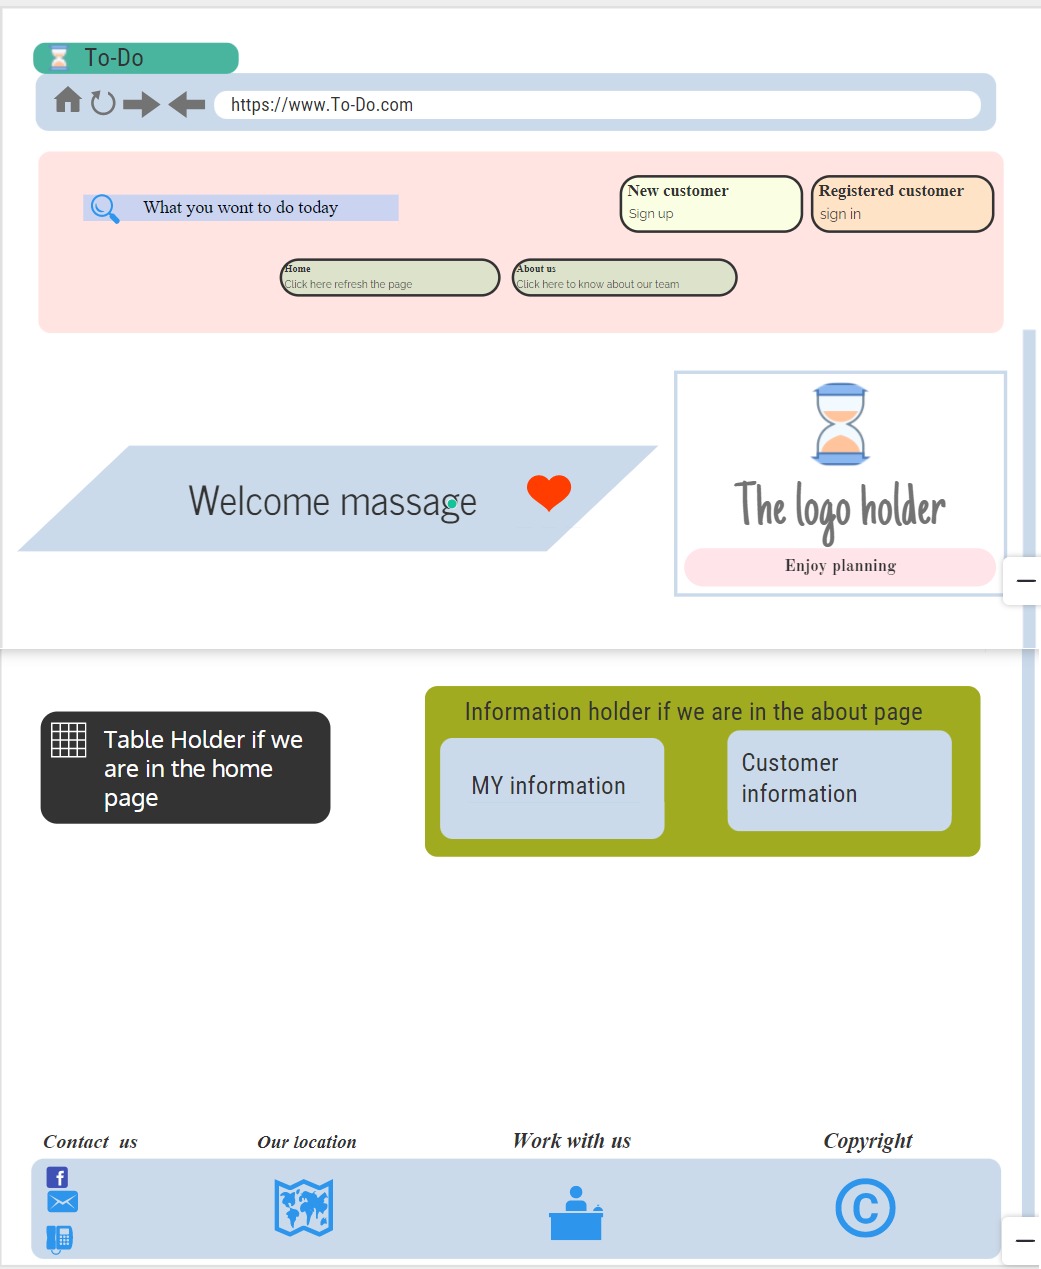 To-Do
https://www.To-Do.com
What you wont to do today
New customer
Sign up
Registered customer
sign in
Home
Click here refresh the page
About us
Click here to know about our team
Welcome massage
The logo holder
Enjoy planning
Table Holder if we
are in the home
page
Information holder if we are in the about page
MY information
Customer
information
Contact us
Our location
Work with us
Copyright
f
C